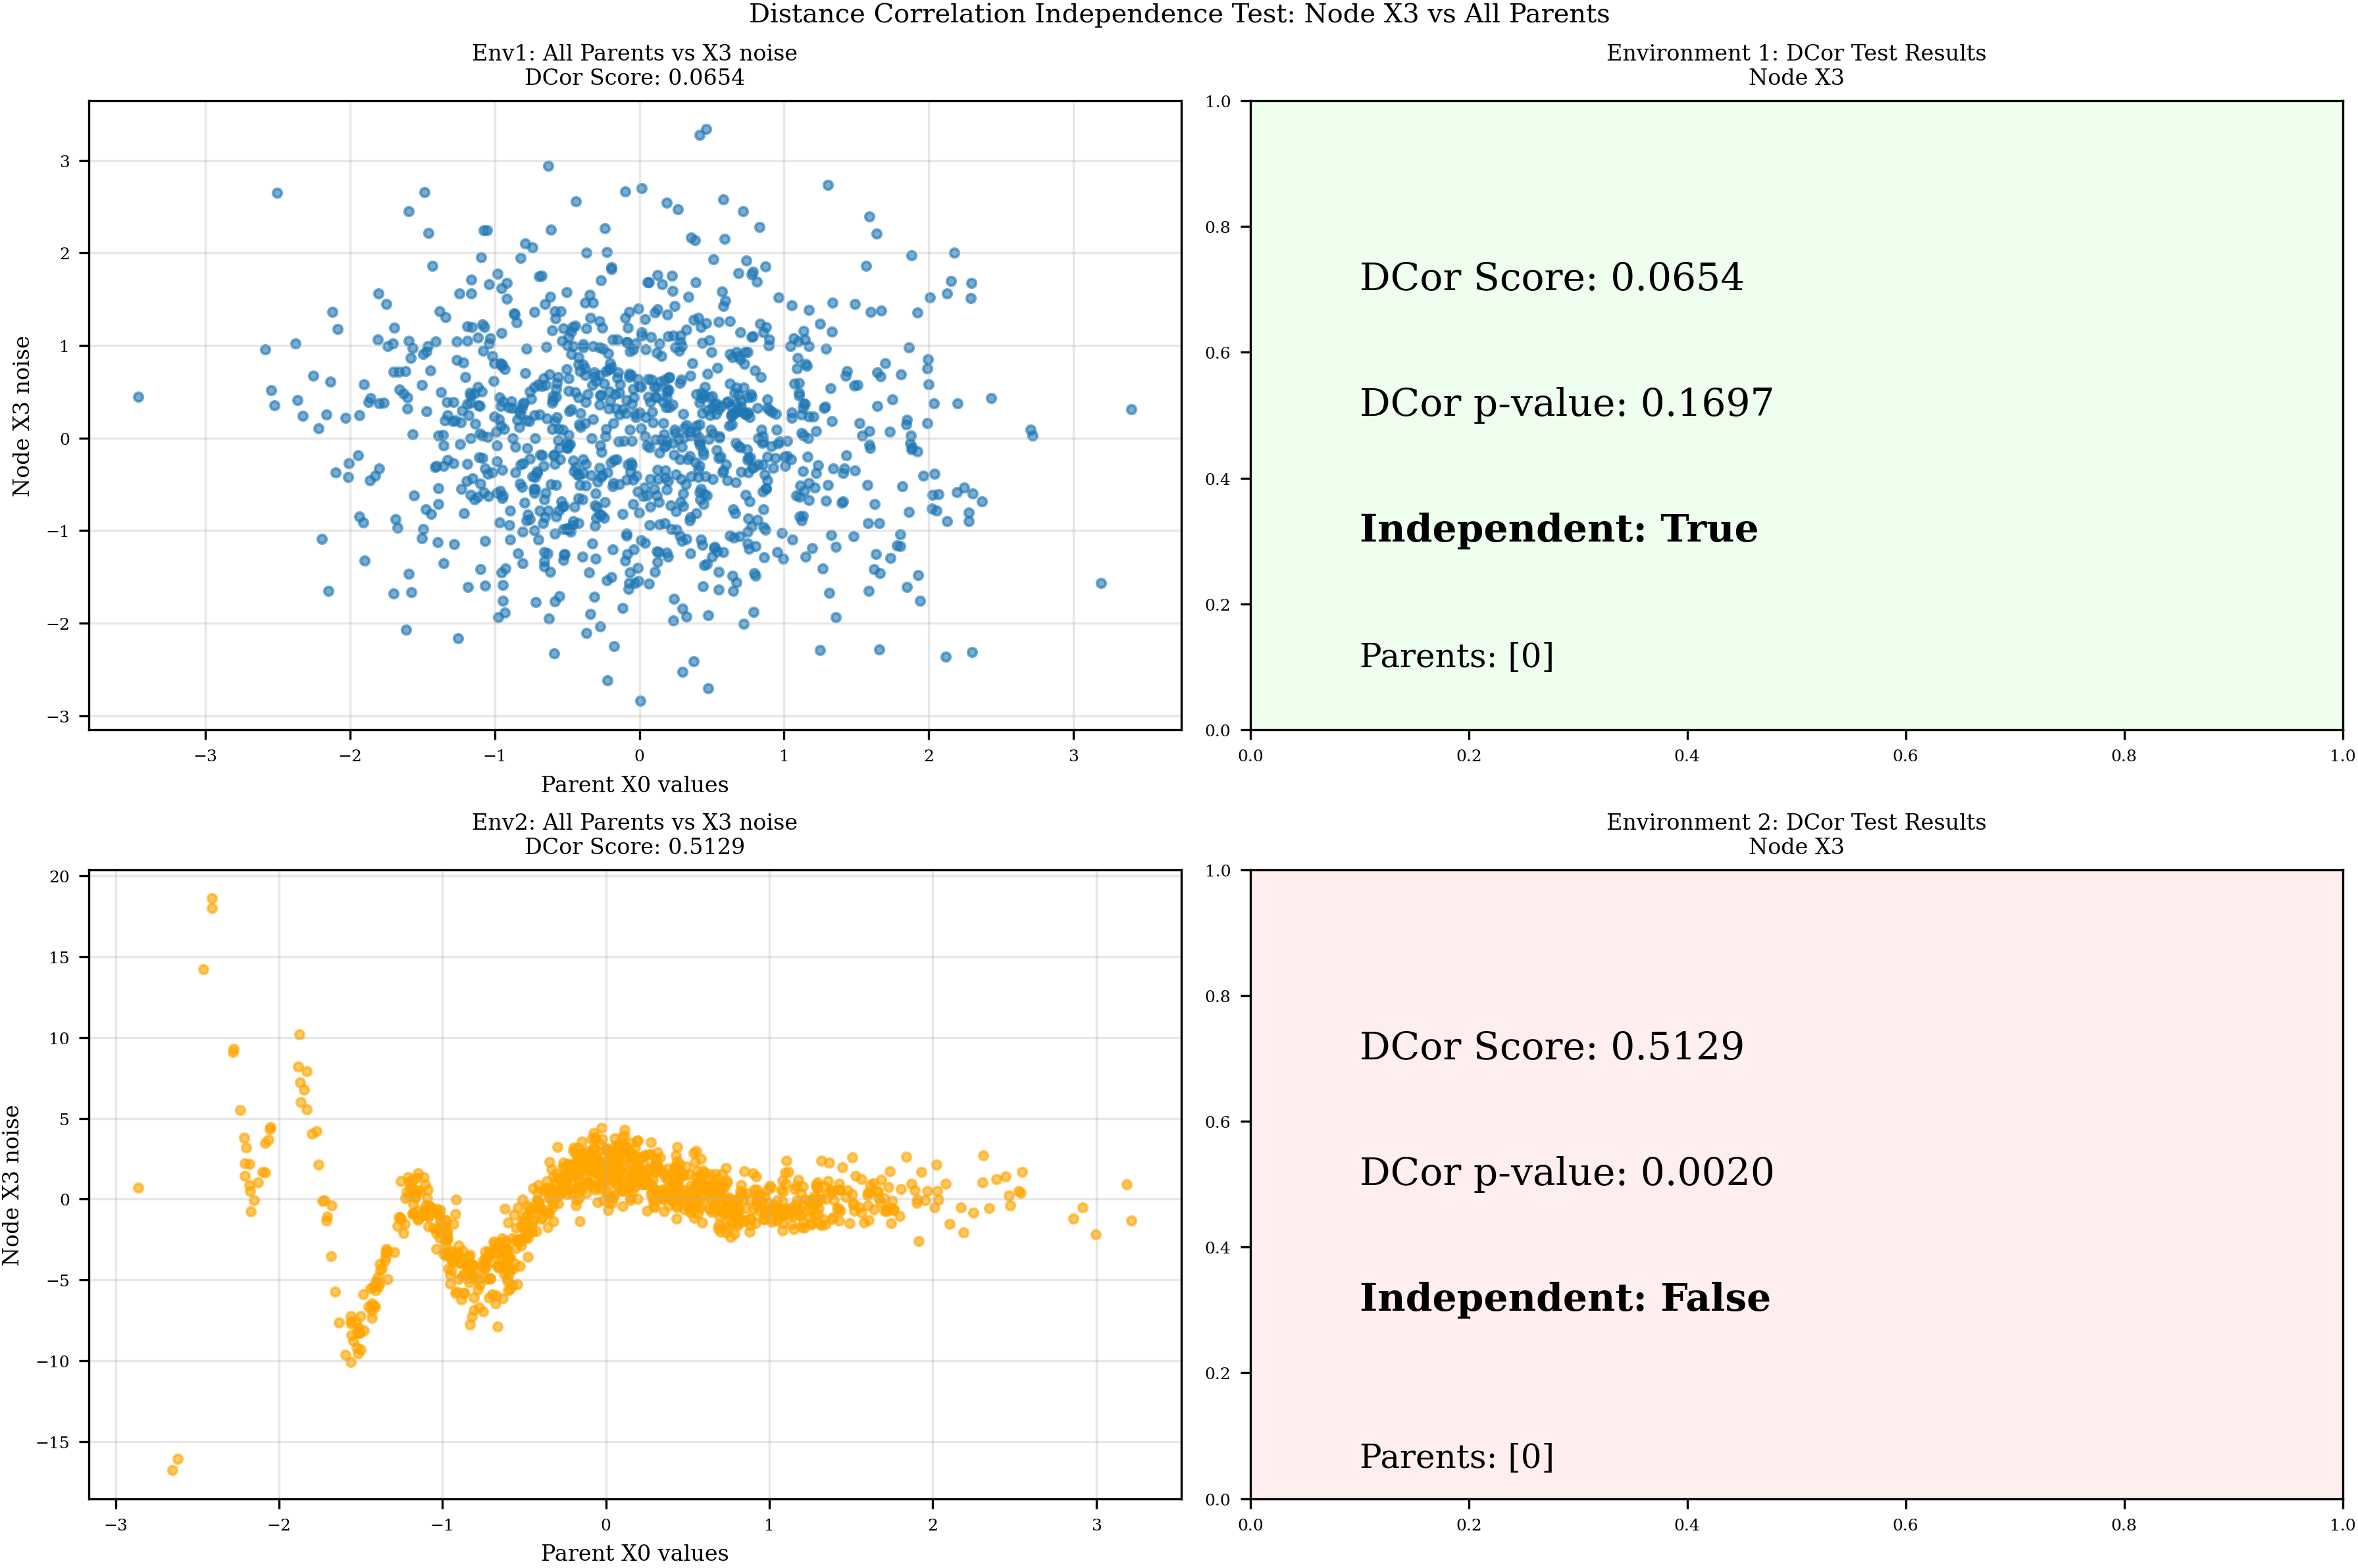 Distance Correlation Independence Test: Node X3 vs All Parents
Env1: All Parents vs X3 noise
DCor Score: 0.0654
Node X3 noise
3
2
1
0
−1
−2
−3
−3
−2
−1
0
1
2
3
Parent X0 values
Environment 1: DCor Test Results
Node X3
1.0
0.8
0.6
0.4
0.2
0.0
DCor Score: 0.0654
DCor p-value: 0.1697
Independent: True
Parents: [0]
0.0
0.2
0.4
0.6
0.8
1.0
Env2: All Parents vs X3 noise
DCor Score: 0.5129
Node X3 noise
20
15
10
5
0
−5
−10
−15
−3
−2
−1
0
1
2
3
Parent X0 values
Environment 2: DCor Test Results
Node X3
1.0
0.8
0.6
0.4
0.2
0.0
DCor Score: 0.5129
DCor p-value: 0.0020
Independent: False
Parents: [0]
0.0
0.2
0.4
0.6
0.8
1.0